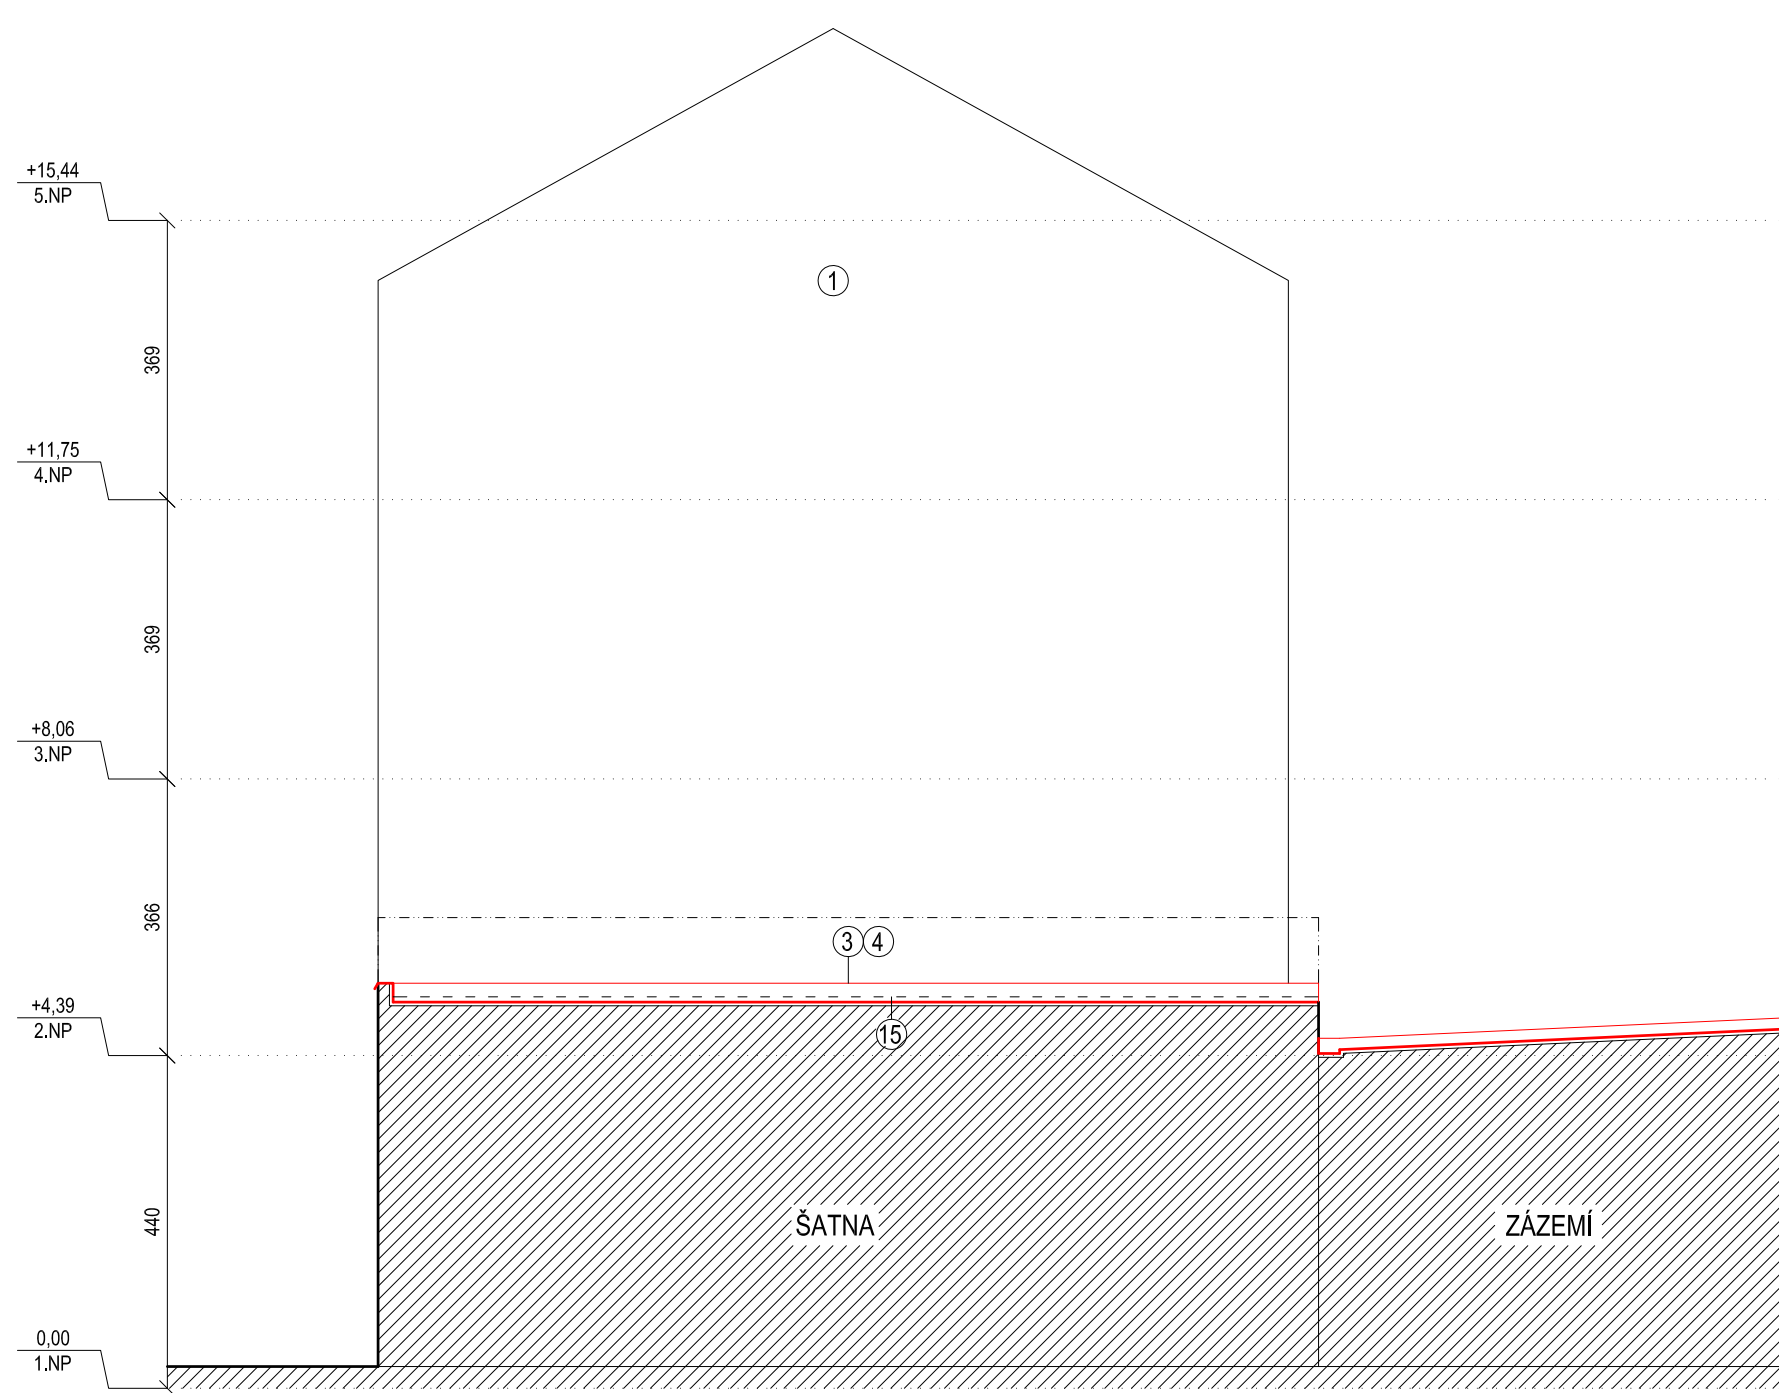 +15,44
5.NP
1
369
+11,75
4.NP
369
+8,06
3.NP
366
3 4
+4,39
2.NP
15
440
ŠATNA
ZÁZEMÍ
0,00
1.NP